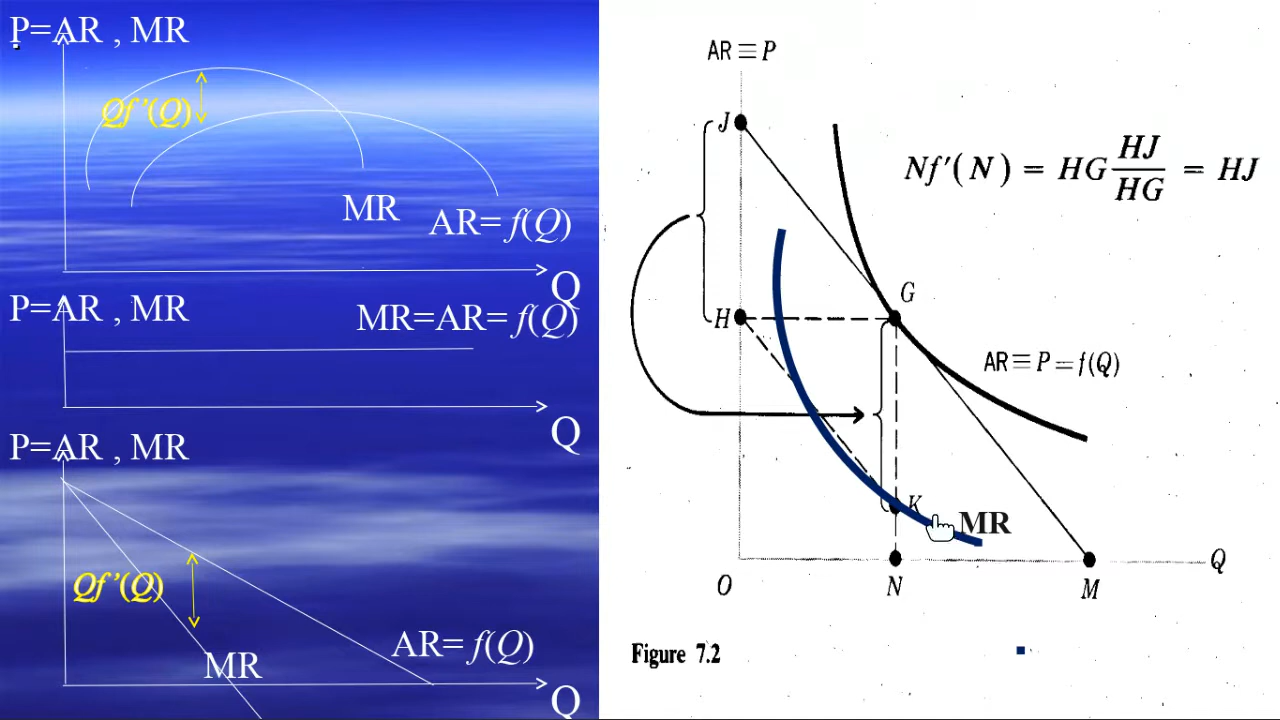 P=AR , MR
Qf’(Q)
MR
AR= f(Q)
Q
P=AR , MR
MR=AR= f(Q)
Q
P=AR , MR
Qf’(Q)
AR= f(Q)
MR
Q
AR ≡ P
J
Nf′(N) = HG HJ/HG = HJ
G
H
AR ≡ P = f(Q)
K
MR
O
N
M
Q
Figure 7.2